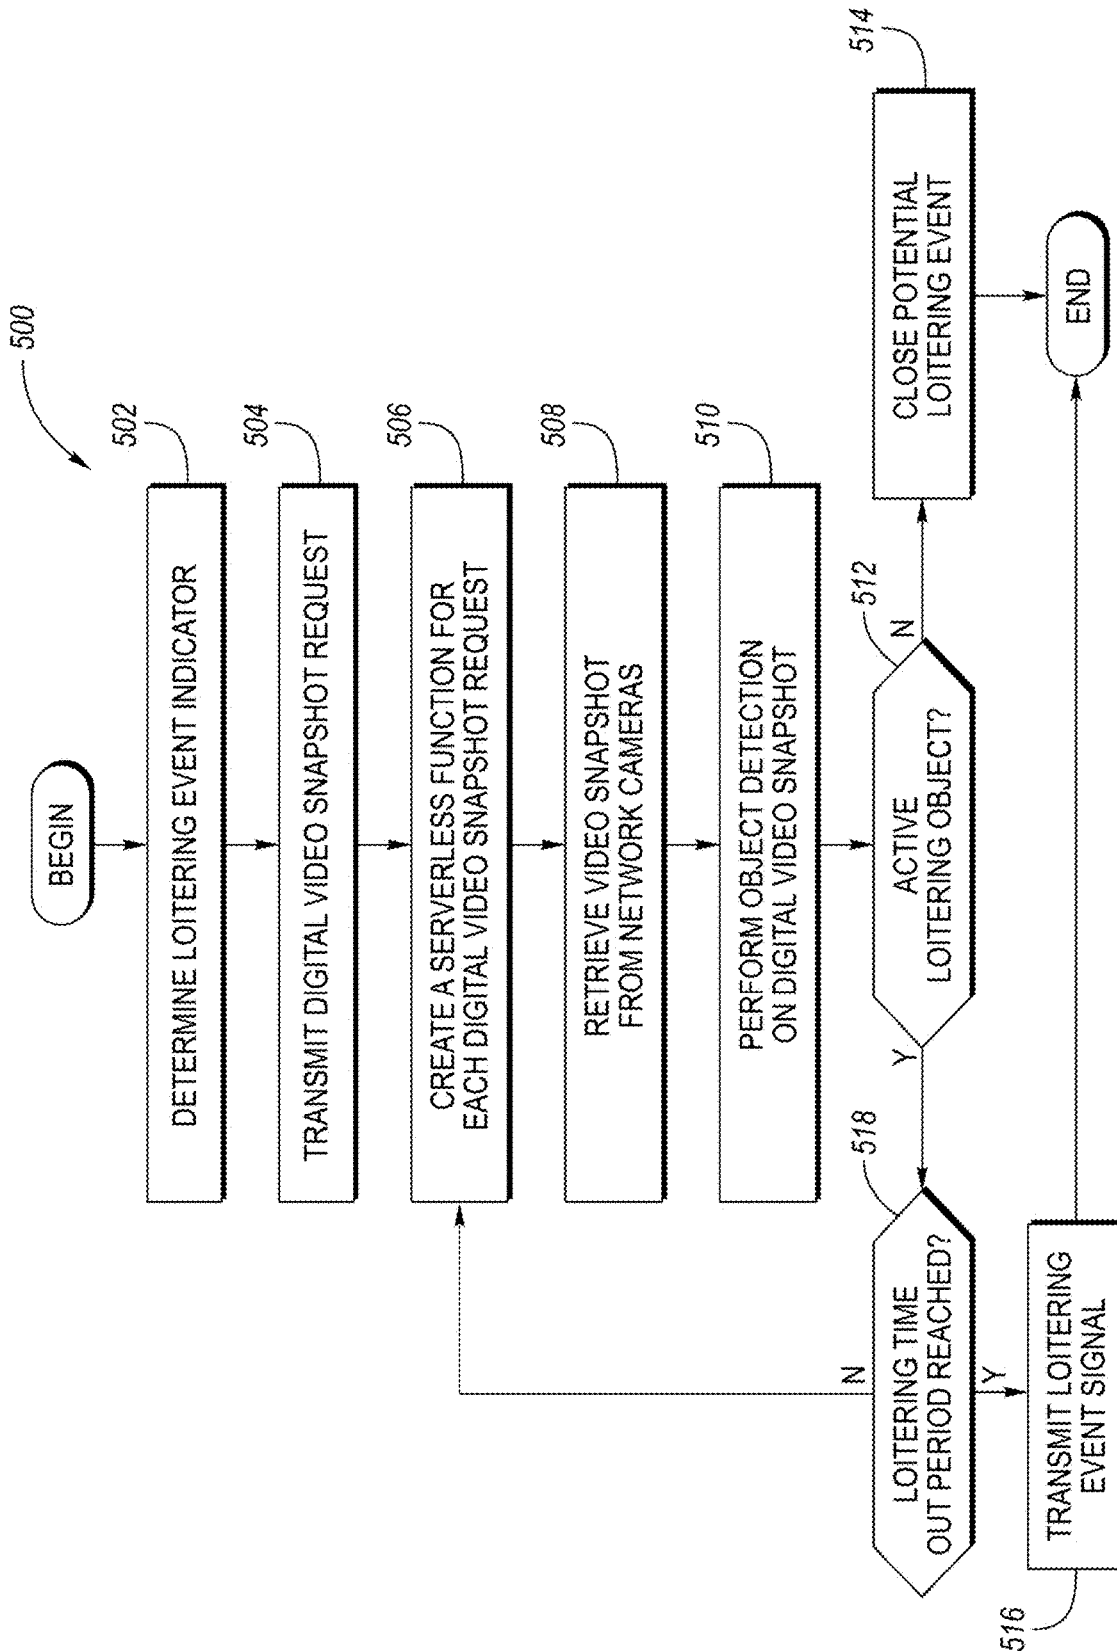 500
BEGIN
DETERMINE LOITERING EVENT INDICATOR
502
TRANSMIT DIGITAL VIDEO SNAPSHOT REQUEST
504
CREATE A SERVERLESS FUNCTION FOR
EACH DIGITAL VIDEO SNAPSHOT REQUEST
506
RETRIEVE VIDEO SNAPSHOT
FROM NETWORK CAMERAS
508
PERFORM OBJECT DETECTION
ON DIGITAL VIDEO SNAPSHOT
510
ACTIVE
LOITERING OBJECT?
512
N
Y
CLOSE POTENTIAL
LOITERING EVENT
514
LOITERING TIME
OUT PERIOD REACHED?
518
N
Y
TRANSMIT LOITERING
EVENT SIGNAL
516
END